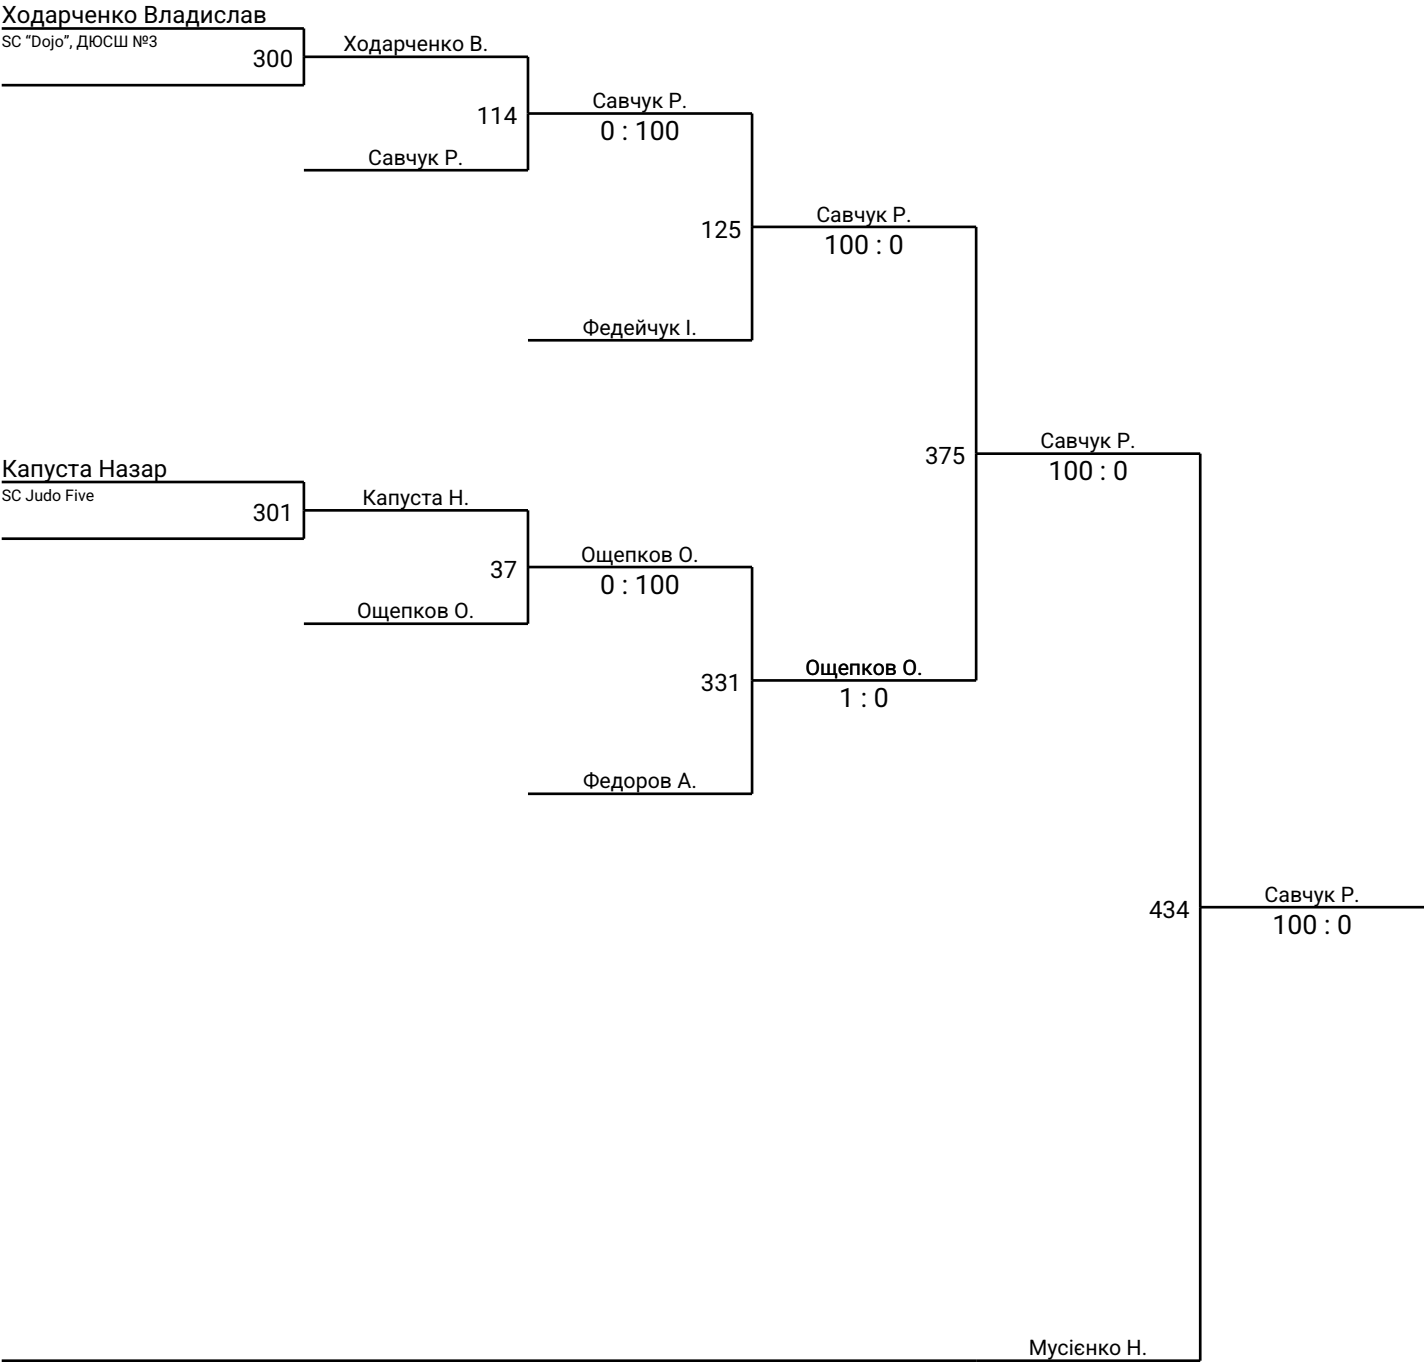 Ходарченко Владислав
SC “Dojo”, ДЮСШ №3
300
Ходарченко В.
114
Савчук Р.
0 : 100
Савчук Р.
125
Савчук Р.
100 : 0
Федейчук І.
375
Савчук Р.
100 : 0
Капуста Назар
SC Judo Five
301
Капуста Н.
37
Ощепков О.
0 : 100
Ощепков О.
331
Ощепков О.
1 : 0
Федоров А.
434
Савчук Р.
100 : 0
Мусієнко Н.